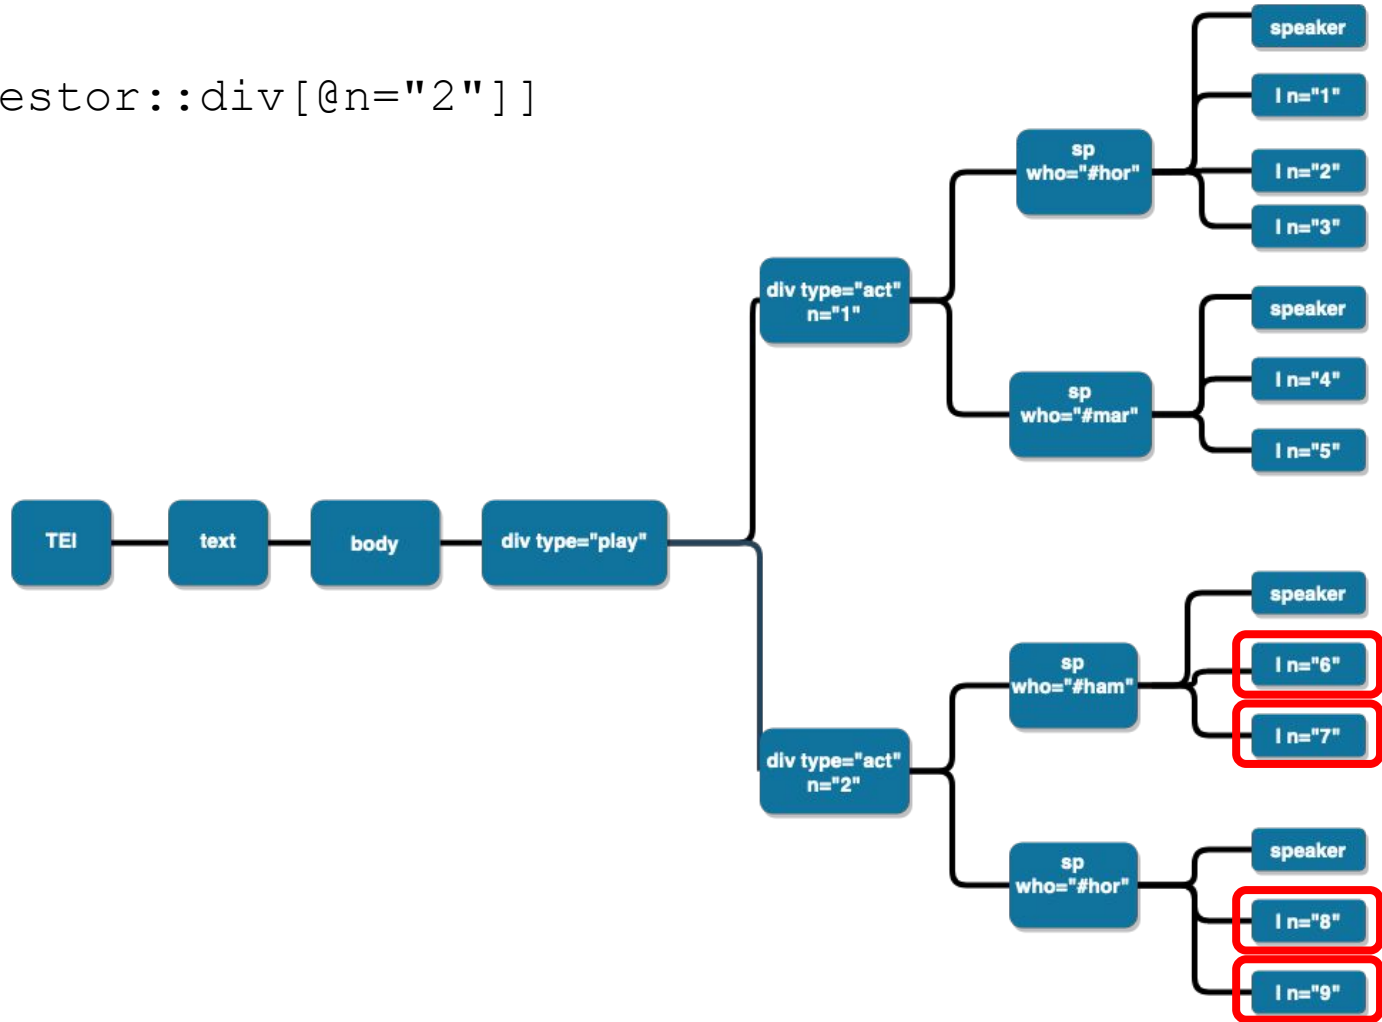 estor::div[@n="2"]]
TEI
text
body
div type="play"
div type="act"
n="1"
sp
who="#hor"
speaker
l n="1"
l n="2"
l n="3"
sp
who="#mar"
speaker
l n="4"
l n="5"
div type="act"
n="2"
sp
who="#ham"
speaker
l n="6"
l n="7"
sp
who="#hor"
speaker
l n="8"
l n="9"